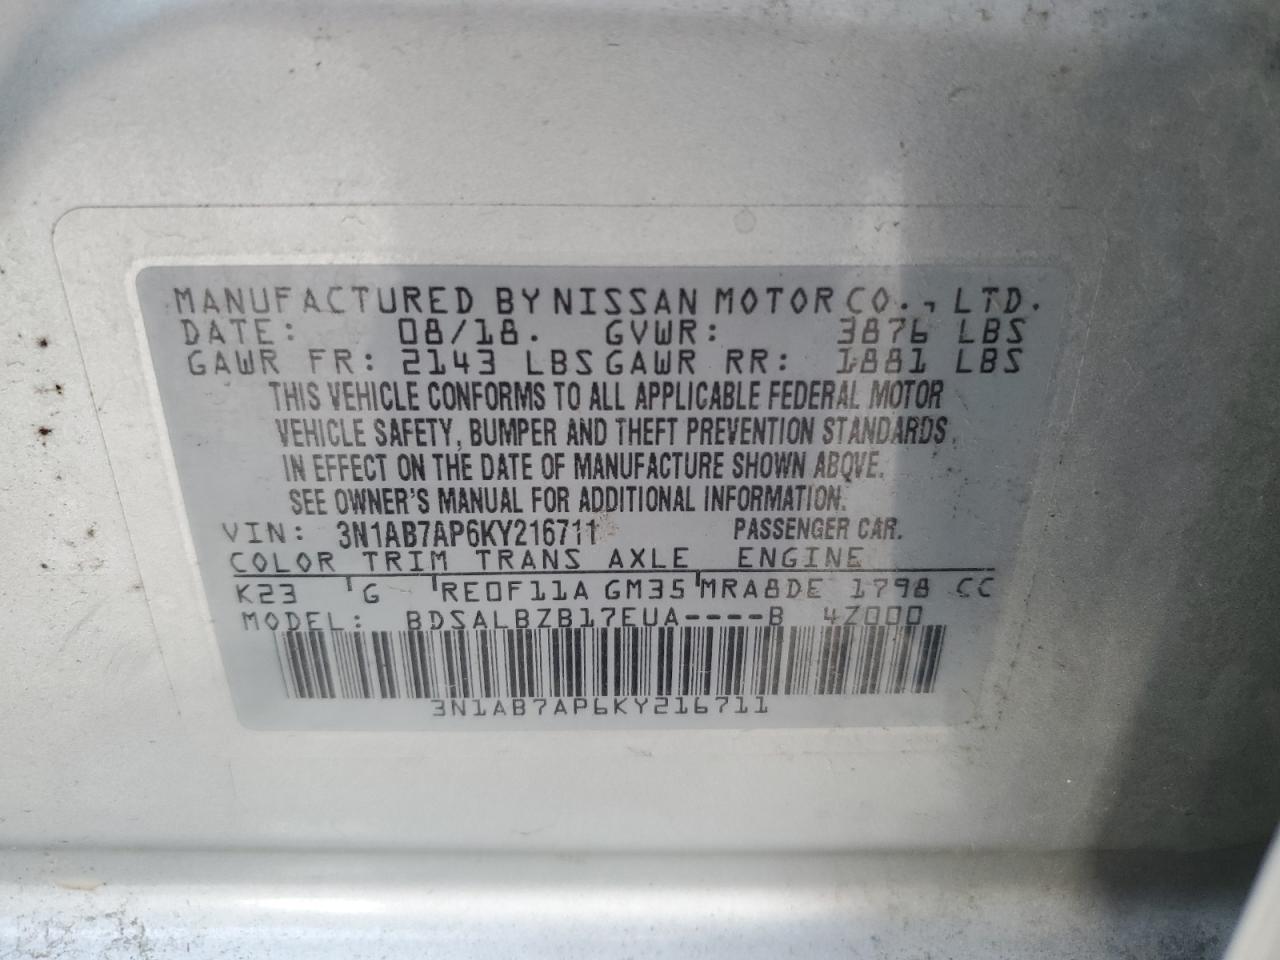 MANUFACTURED BY NISSAN MOTOR CO., LTD.
DATE: 08/18. GVWR: 3876 LBS
GAWR FR: 2143 LBS GAWR RR: 1881 LBS
THIS VEHICLE CONFORMS TO ALL APPLICABLE FEDERAL MOTOR
VEHICLE SAFETY, BUMPER AND THEFT PREVENTION STANDARDS
IN EFFECT ON THE DATE OF MANUFACTURE SHOWN ABOVE.
SEE OWNER'S MANUAL FOR ADDITIONAL INFORMATION.
VIN: 3N1AB7AP6KY216711 PASSENGER CAR.
COLOR TRIM TRANS AXLE ENGINE
K23 G RE0F11A GM35 MRA8DE 1798 CC
MODEL: BDSALBZB17EUA----B 4Z000
3N1AB7AP6KY216711